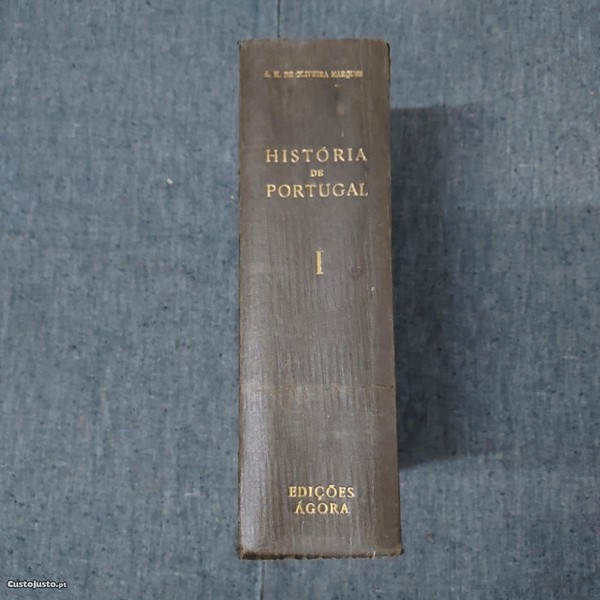 A. H. DE OLIVEIRA MARQUES
HISTÓRIA
DE
PORTUGAL
I
EDIÇÕES
ÁGORA
CustoJusto.pt